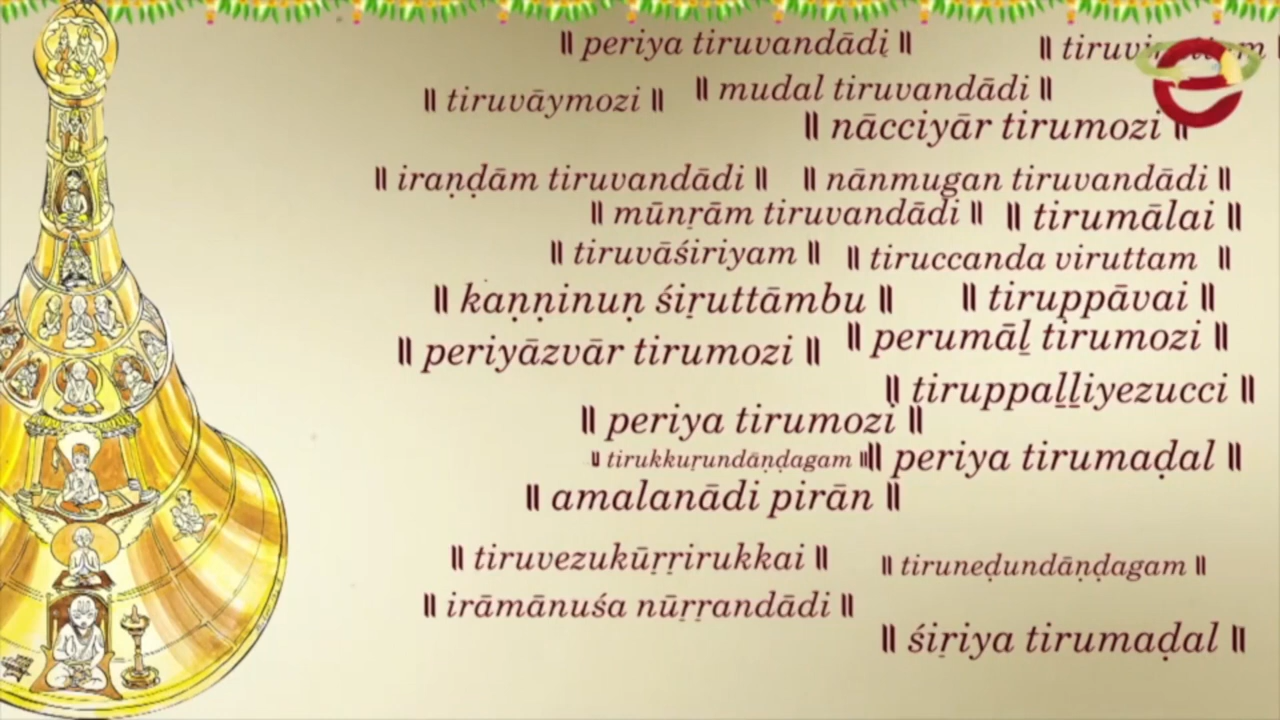 ॥ periya tiruvandādi ॥
॥ tiruvāymozi ॥
॥ mudal tiruvandādi ॥
॥ nācciyār tirumozi ॥
॥ iraṇḍām tiruvandādi ॥ ॥ nānmugan tiruvandādi ॥
॥ mūnṟām tiruvandādi ॥ ॥ tirumālai ॥
॥ tiruvāśiriyam ॥ ॥ tiruccanda viruttam ॥
॥ kaṇṇinuṇ śiṟuttāmbu ॥ ॥ tiruppāvai ॥
॥ periyāzvār tirumozi ॥ ॥ perumāḻ tirumozi ॥
॥ tiruppaḻḻiyezucci ॥
॥ periya tirumozi ॥
॥ tirukkuṟundāṇḍagam ॥ ॥ periya tirumaḍal ॥
॥ amalanādi pirān ॥
॥ tiruvezukūṟṟirukkai ॥ ॥ tiruneḍundāṇḍagam ॥
॥ irāmānuśa nūṟṟandādi ॥
॥ śiṟiya tirumaḍal ॥